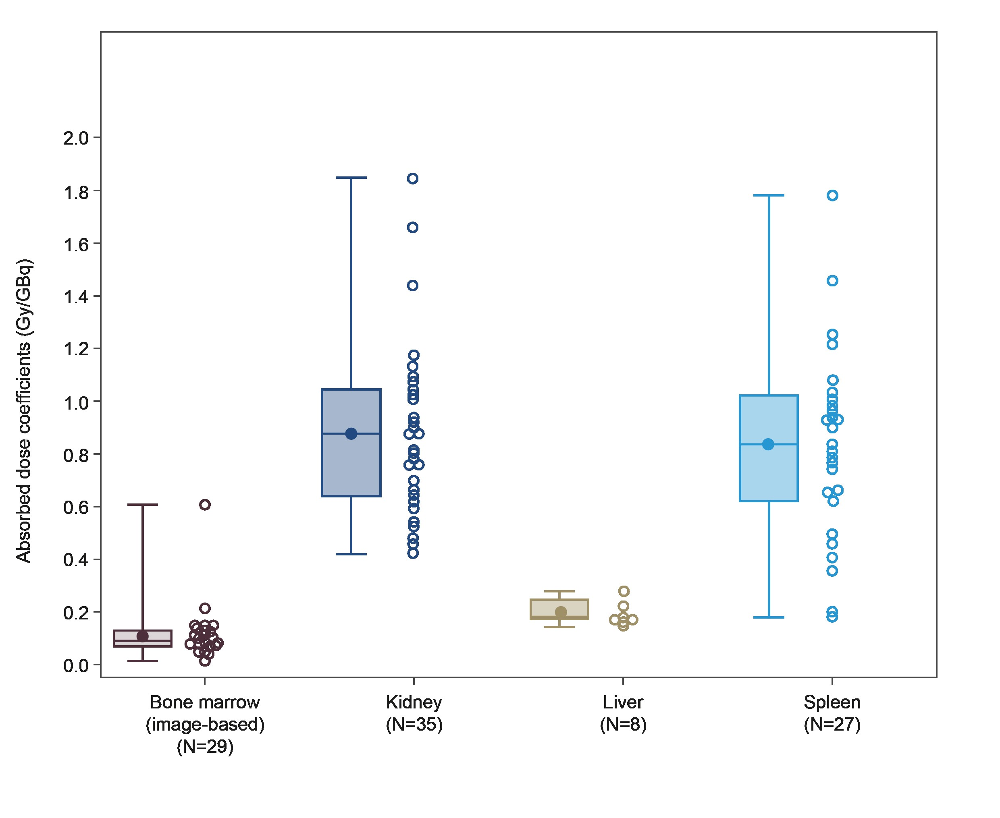 Absorbed dose coefficients (Gy/GBq)
2.0
1.8
1.6
1.4
1.2
1.0
0.8
0.6
0.4
0.2
0.0
Bone marrow
(image-based)
(N=29)
Kidney
(N=35)
Liver
(N=8)
Spleen
(N=27)